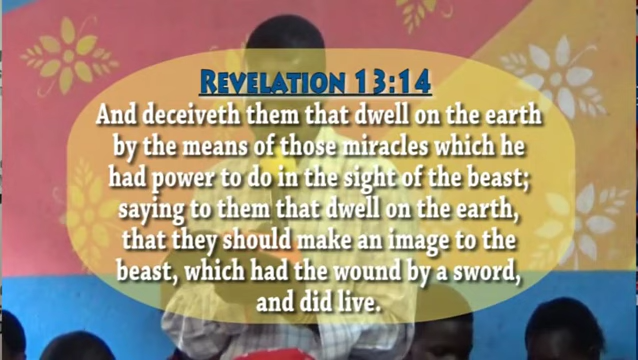 Revelation 13:14
And deceiveth them that dwell on the earth
by the means of those miracles which he
had power to do in the sight of the beast;
saying to them that dwell on the earth,
that they should make an image to the
beast, which had the wound by a sword,
and did live.